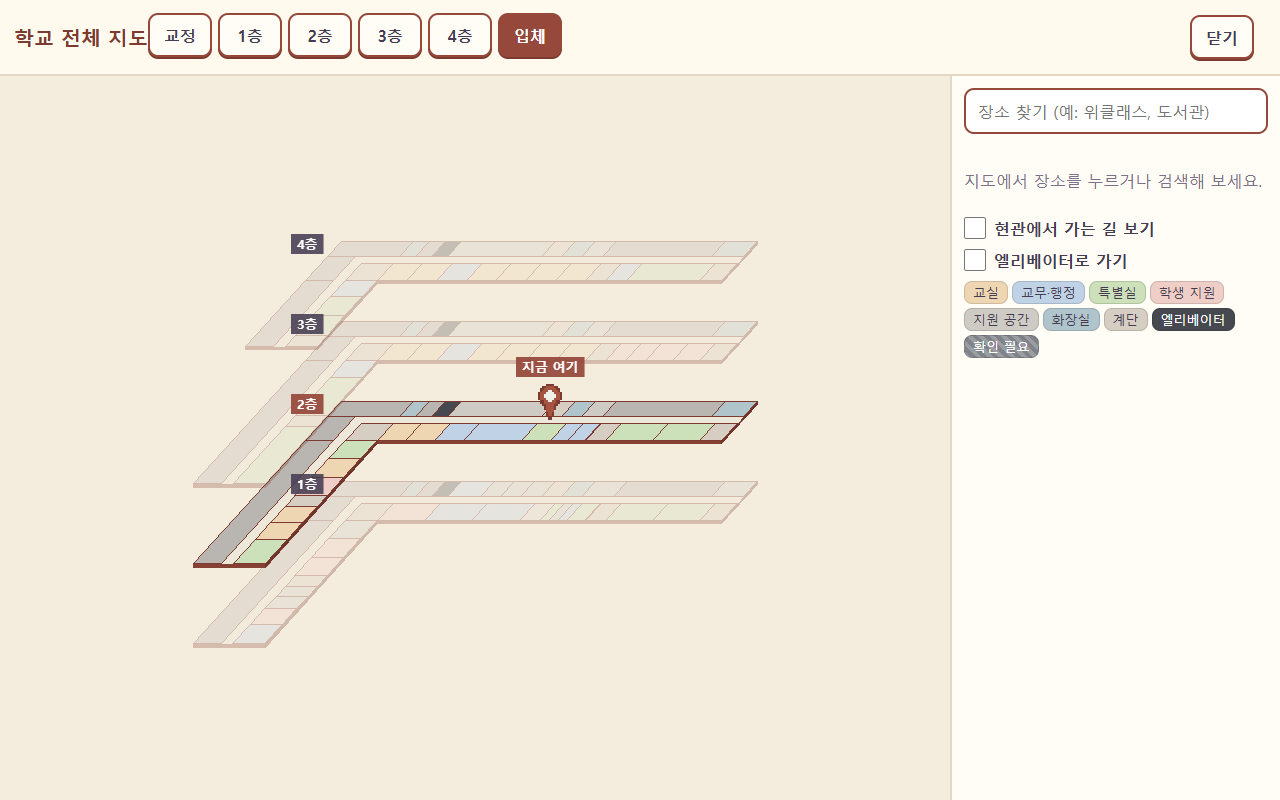 학교 전체 지도
교정
1층
2층
3층
4층
입체
닫기
장소 찾기 (예: 위클래스, 도서관)
지도에서 장소를 누르거나 검색해 보세요.
현관에서 가는 길 보기
엘리베이터로 가기
교실 교무·행정 특별실 학생 지원
지원 공간 화장실 계단 엘리베이터
확인 필요
4층
3층
지금 여기
2층
1층